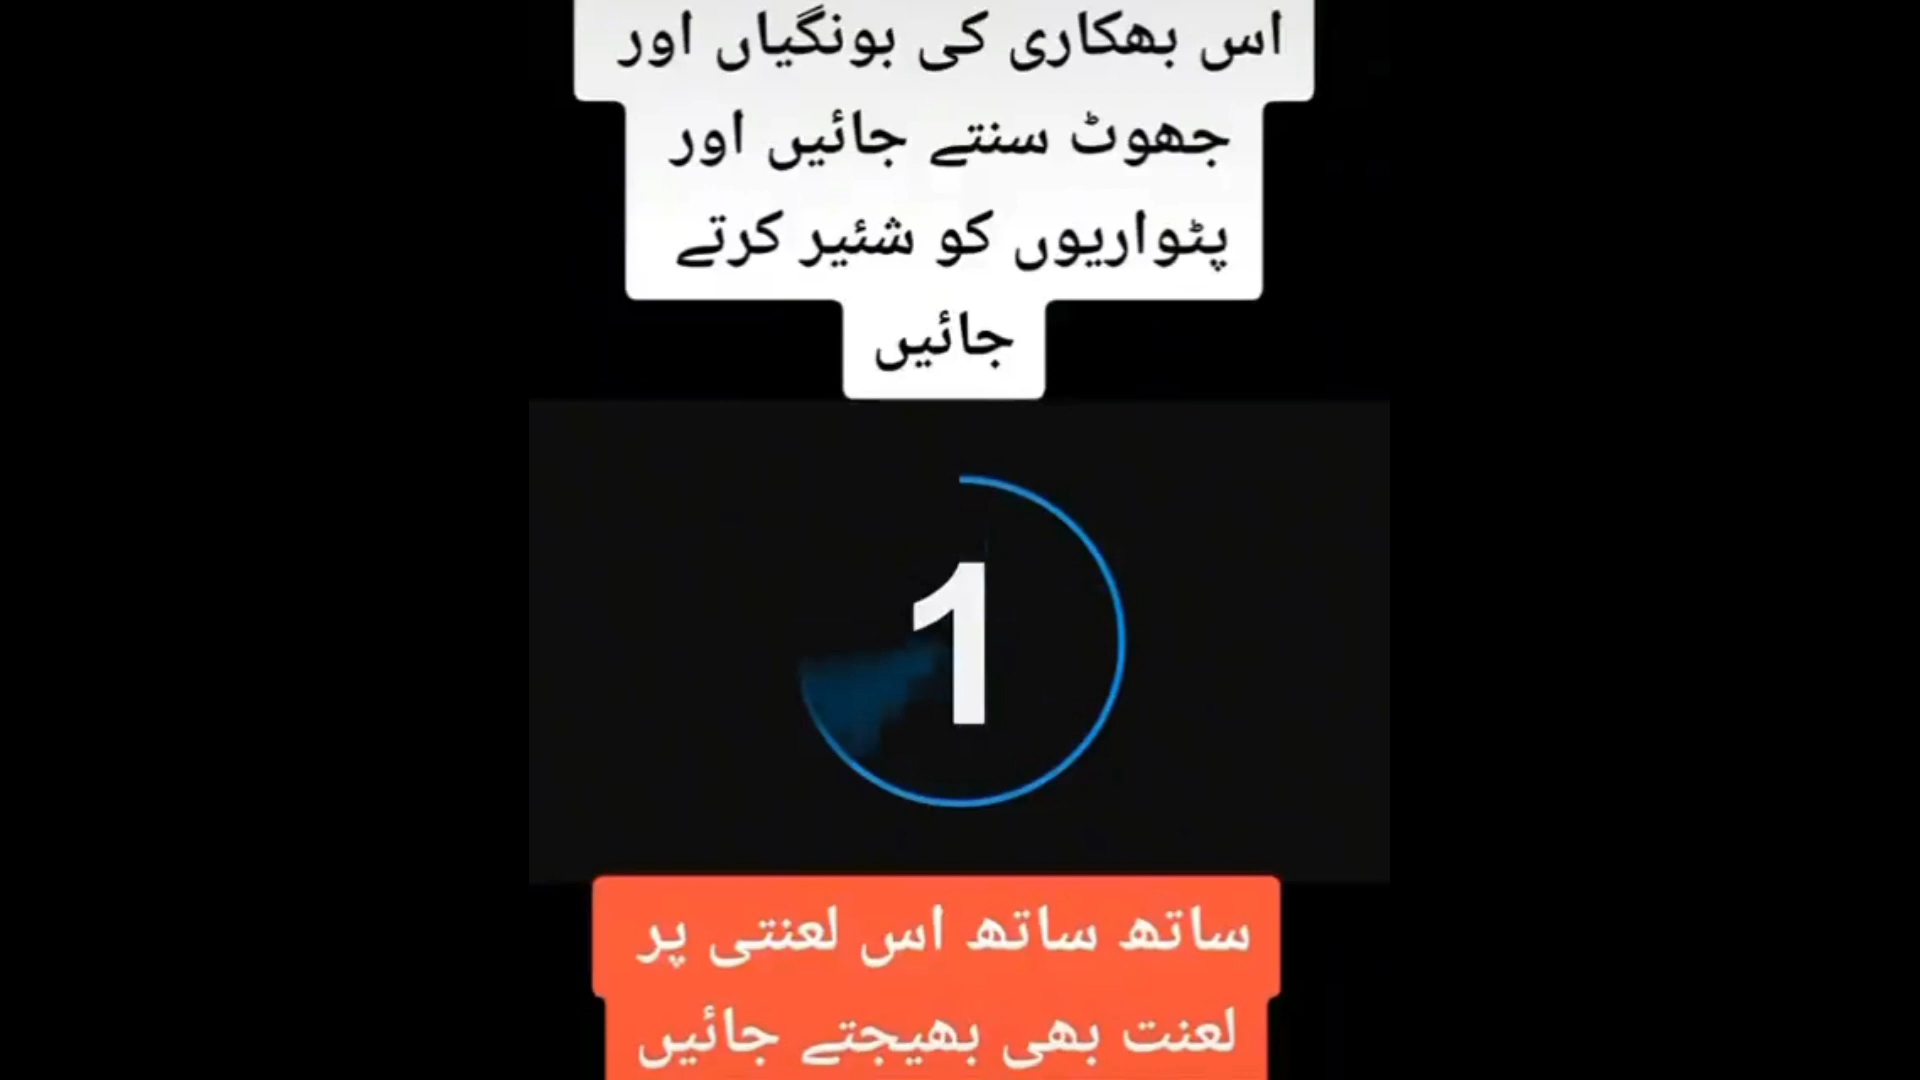 اس بھکاری کی بونگیاں اور
جھوٹ سنتے جائیں اور
پٹواریوں کو شئیر کرتے
جائیں
1
ساتھ ساتھ اس لعنتی پر
لعنت بھی بھیجتے جائیں